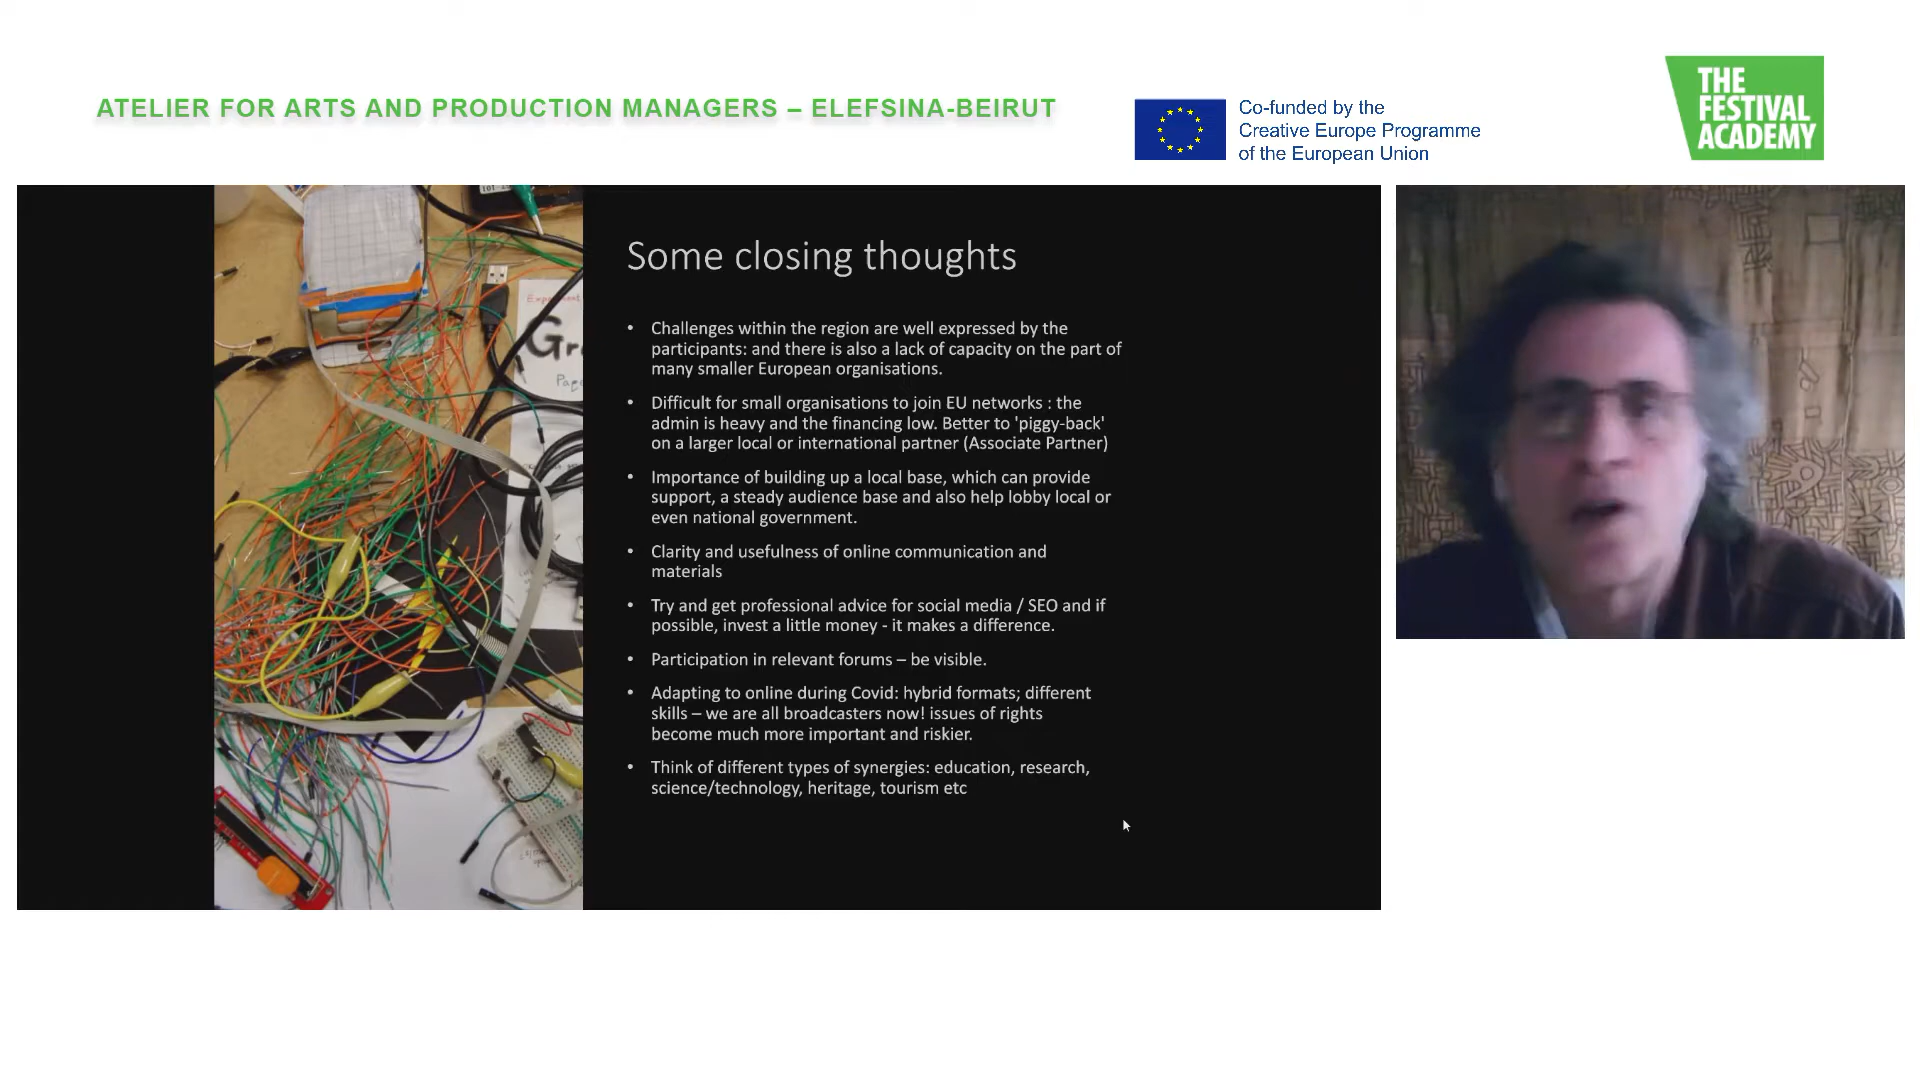 ATELIER FOR ARTS AND PRODUCTION MANAGERS – ELEFSINA-BEIRUT
Co-funded by the
Creative Europe Programme
of the European Union
THE
FESTIVAL
ACADEMY
Some closing thoughts
• Challenges within the region are well expressed by the
participants: and there is also a lack of capacity on the part of
many smaller European organisations.
• Difficult for small organisations to join EU networks : the
admin is heavy and the financing low. Better to 'piggy-back'
on a larger local or international partner (Associate Partner)
• Importance of building up a local base, which can provide
support, a steady audience base and also help lobby local or
even national government.
• Clarity and usefulness of online communication and
materials
• Try and get professional advice for social media / SEO and if
possible, invest a little money - it makes a difference.
• Participation in relevant forums – be visible.
• Adapting to online during Covid: hybrid formats; different
skills – we are all broadcasters now! issues of rights
become much more important and riskier.
• Think of different types of synergies: education, research,
science/technology, heritage, tourism etc